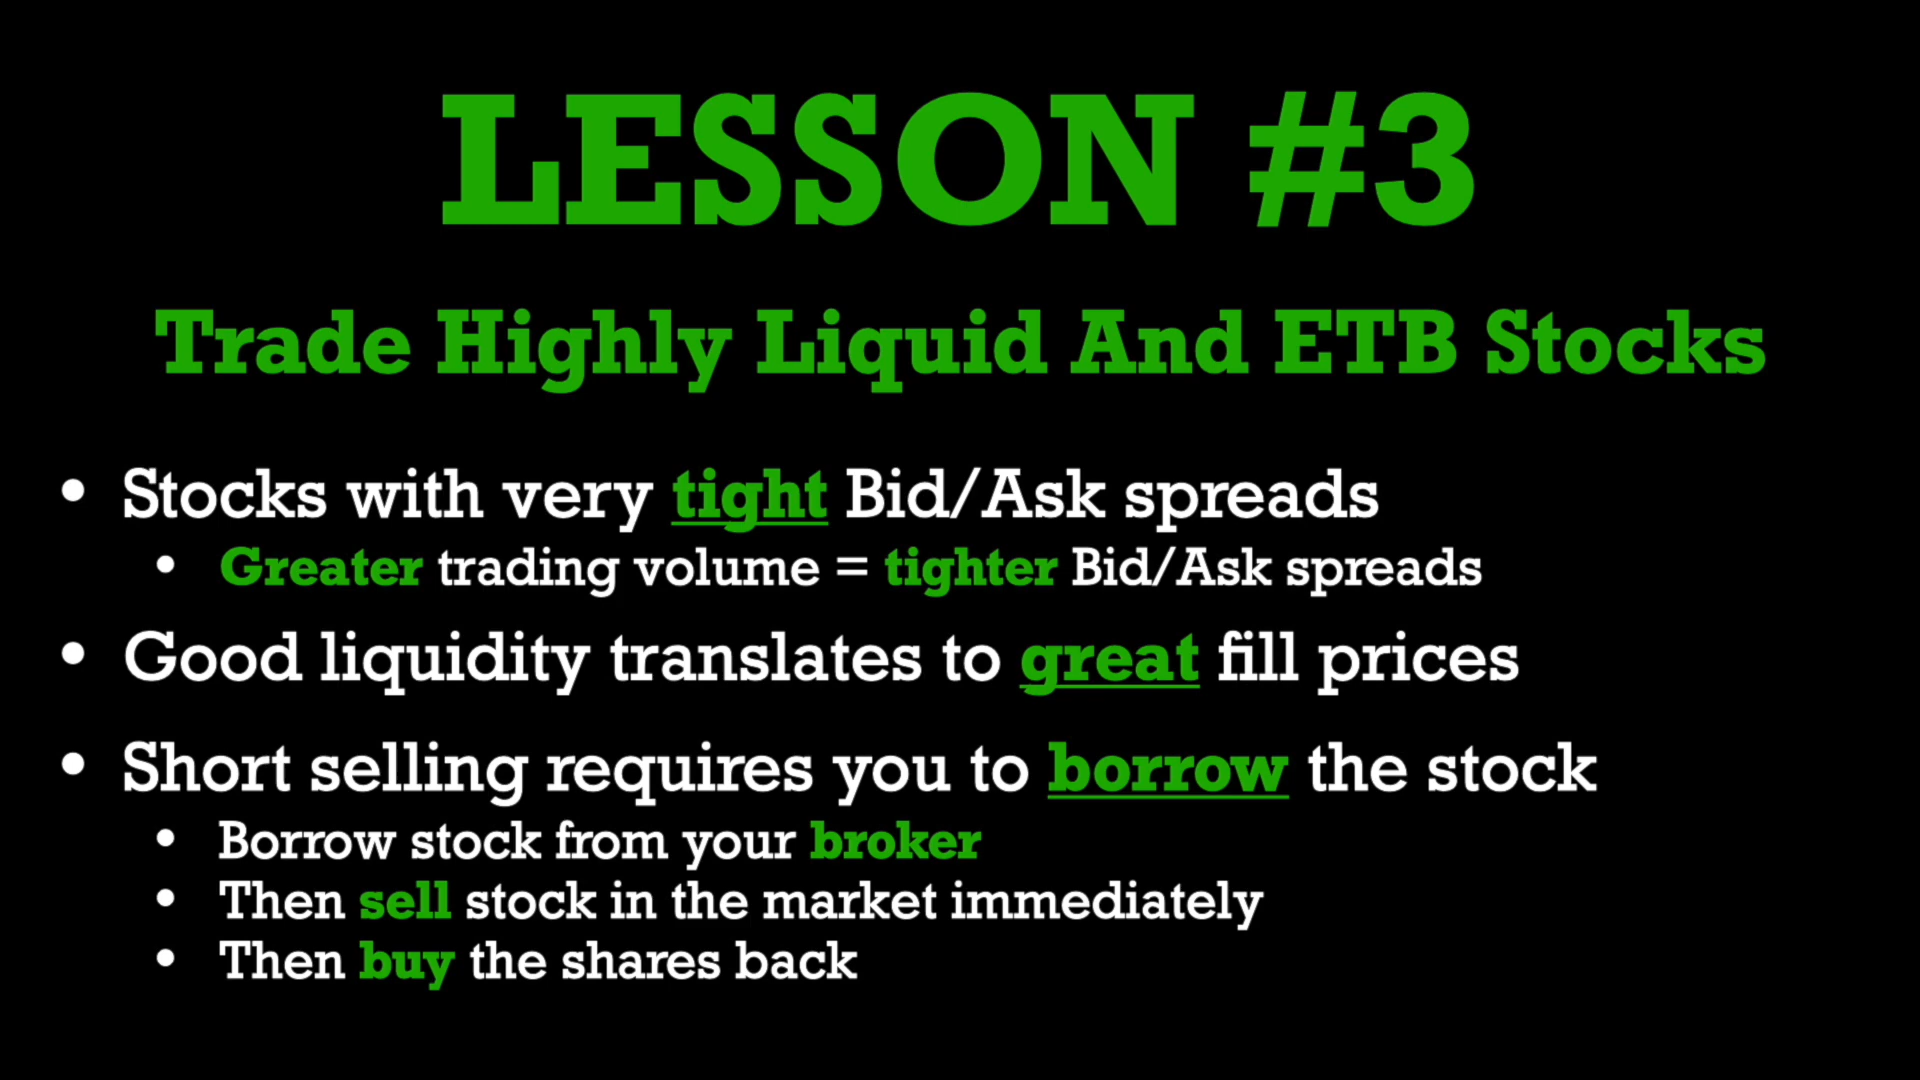 LESSON #3
Trade Highly Liquid And ETB Stocks
• Stocks with very tight Bid/Ask spreads
• Greater trading volume = tighter Bid/Ask spreads
• Good liquidity translates to great fill prices
• Short selling requires you to borrow the stock
• Borrow stock from your broker
• Then sell stock in the market immediately
• Then buy the shares back